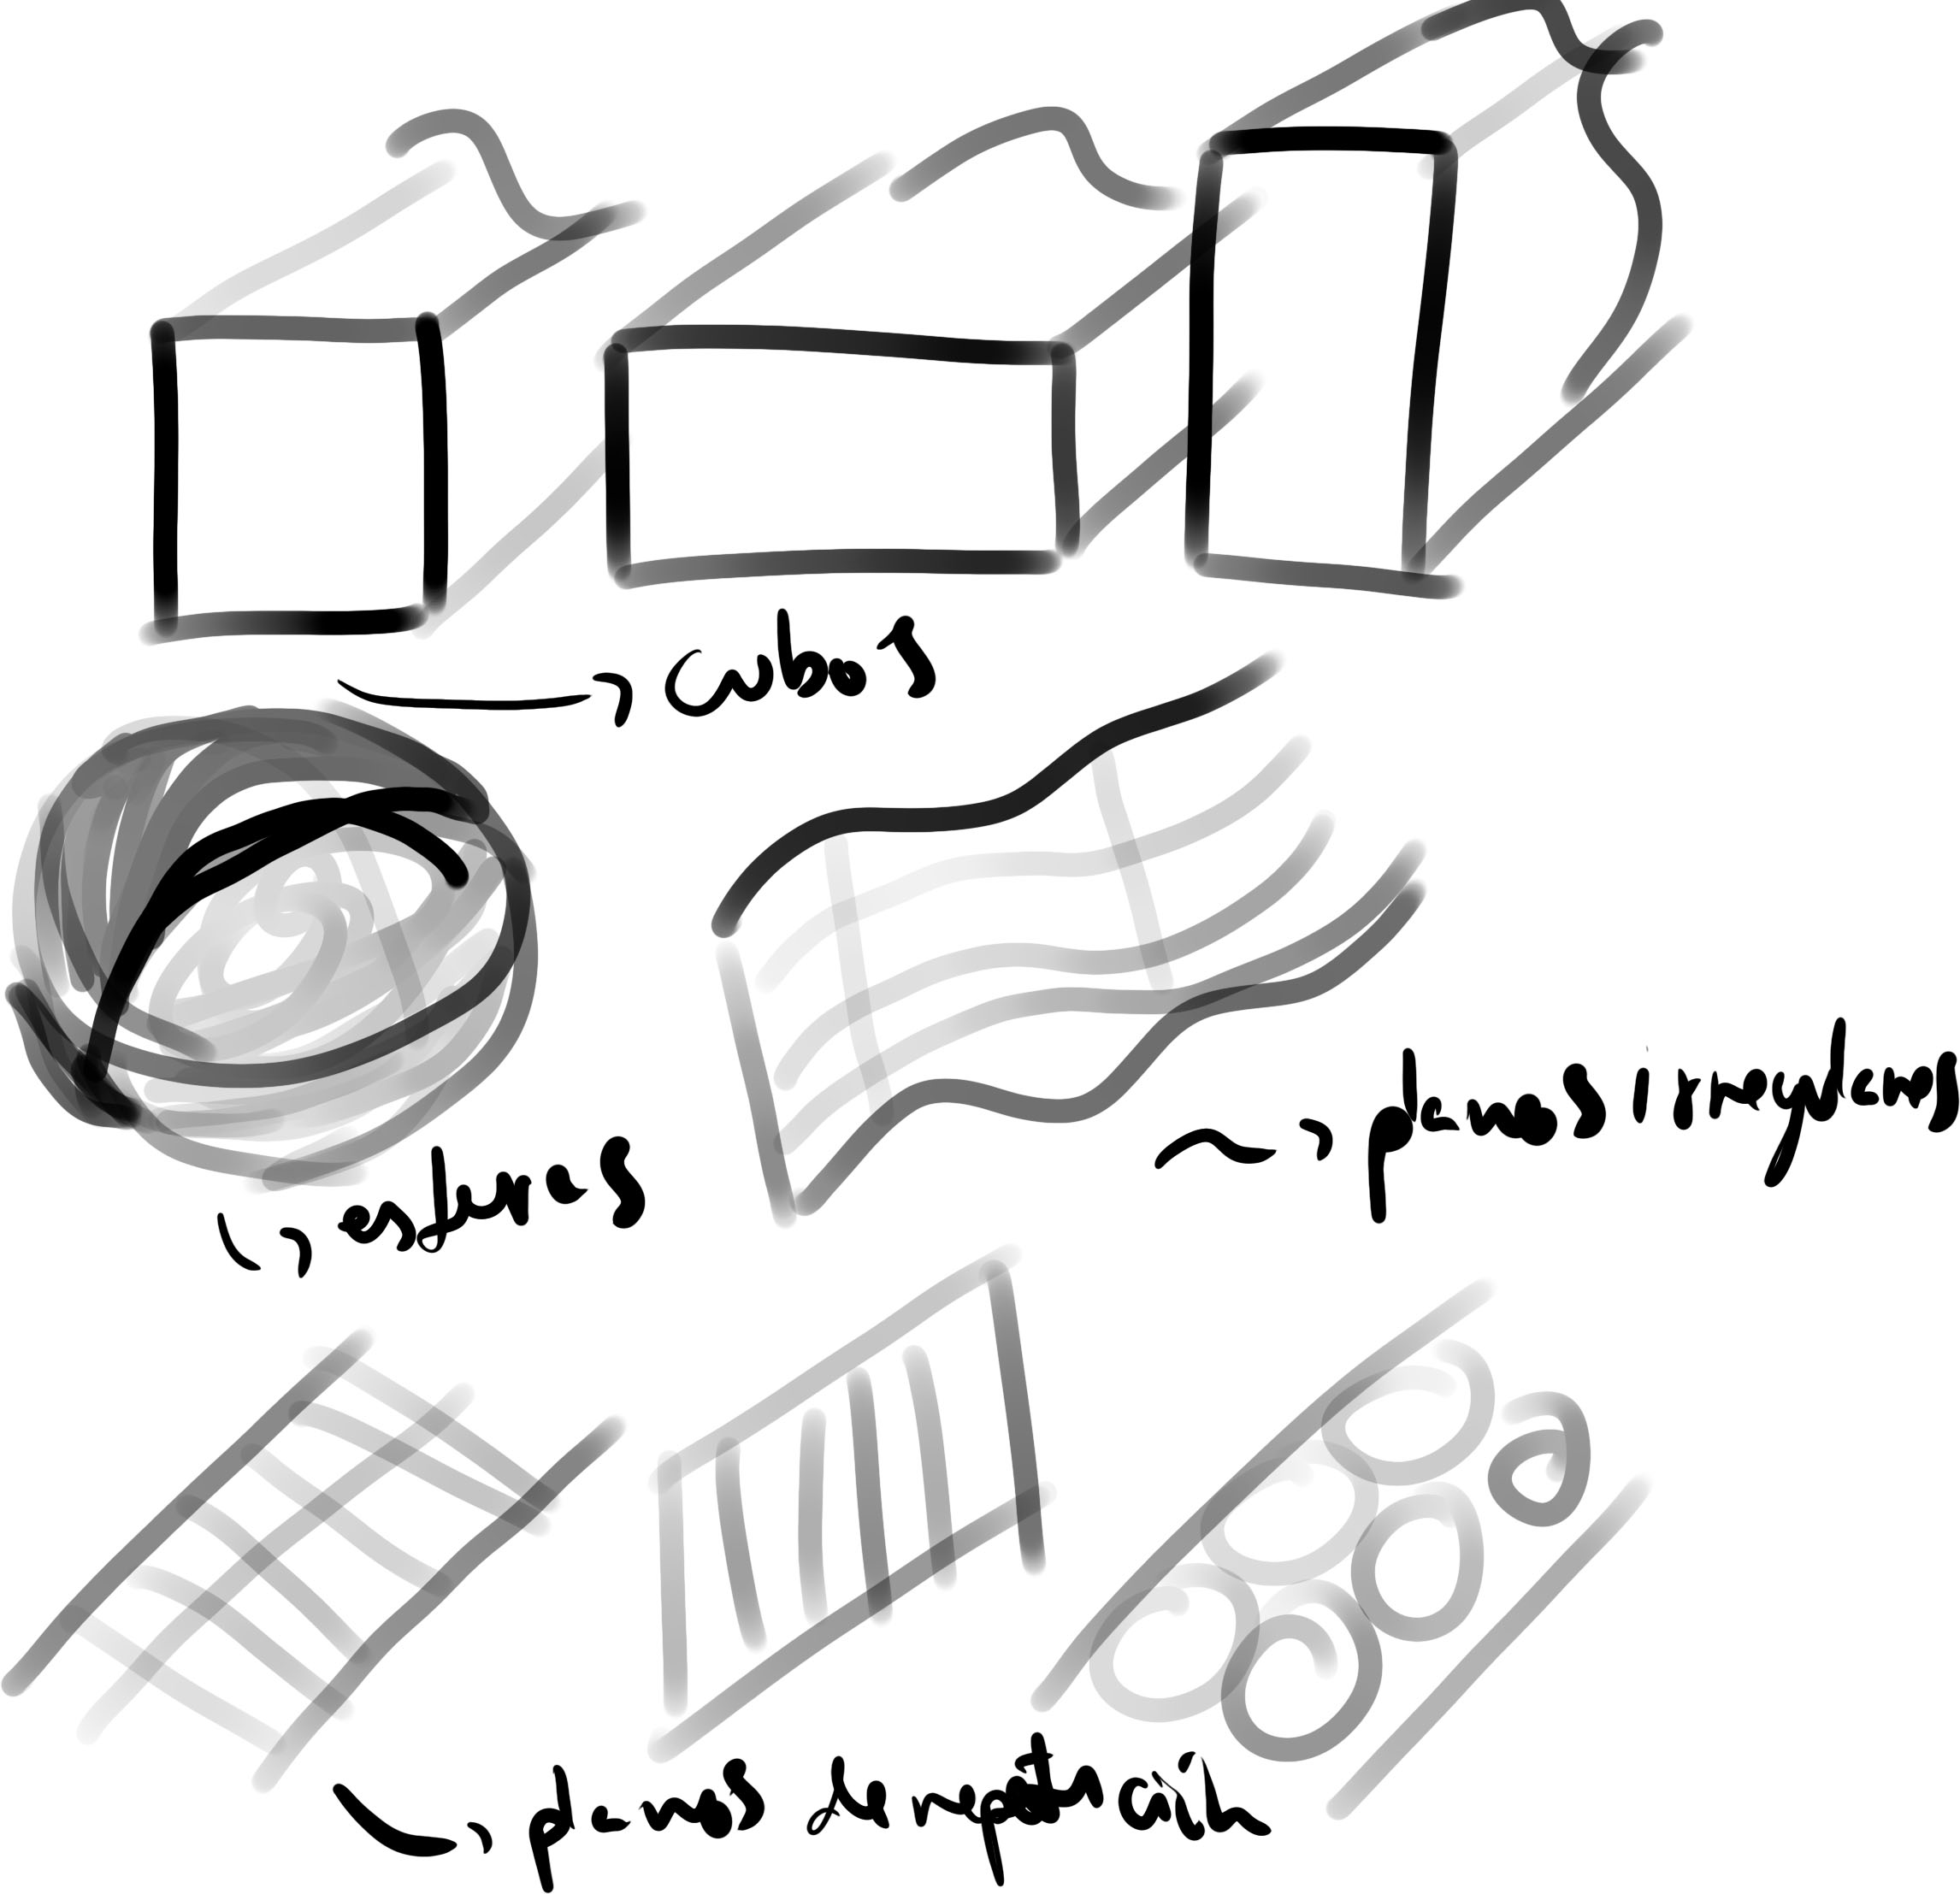 cubos
planos irregulares
esferas
planos de repetición